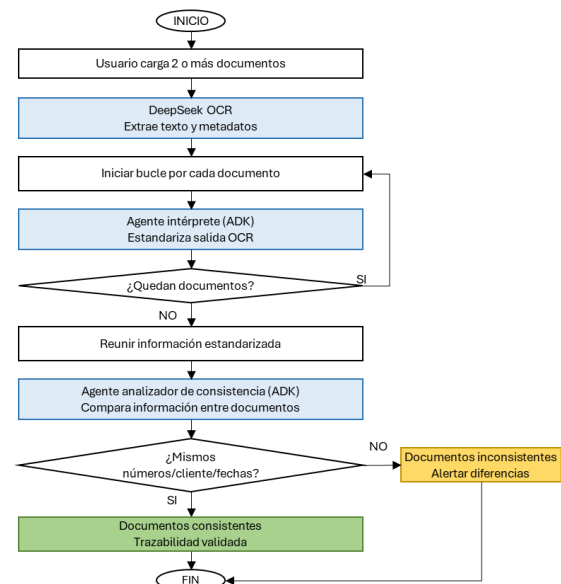 INICIO
Usuario carga 2 o más documentos
DeepSeek OCR
Extrae texto y metadatos
Iniciar bucle por cada documento
Agente intérprete (ADK)
Estandariza salida OCR
¿Quedan documentos?
SI
NO
Reunir información estandarizada
Agente analizador de consistencia (ADK)
Compara información entre documentos
¿Mismos
números/cliente/fechas?
NO
Documentos inconsistentes
Alertar diferencias
SI
Documentos consistentes
Trazabilidad validada
FIN